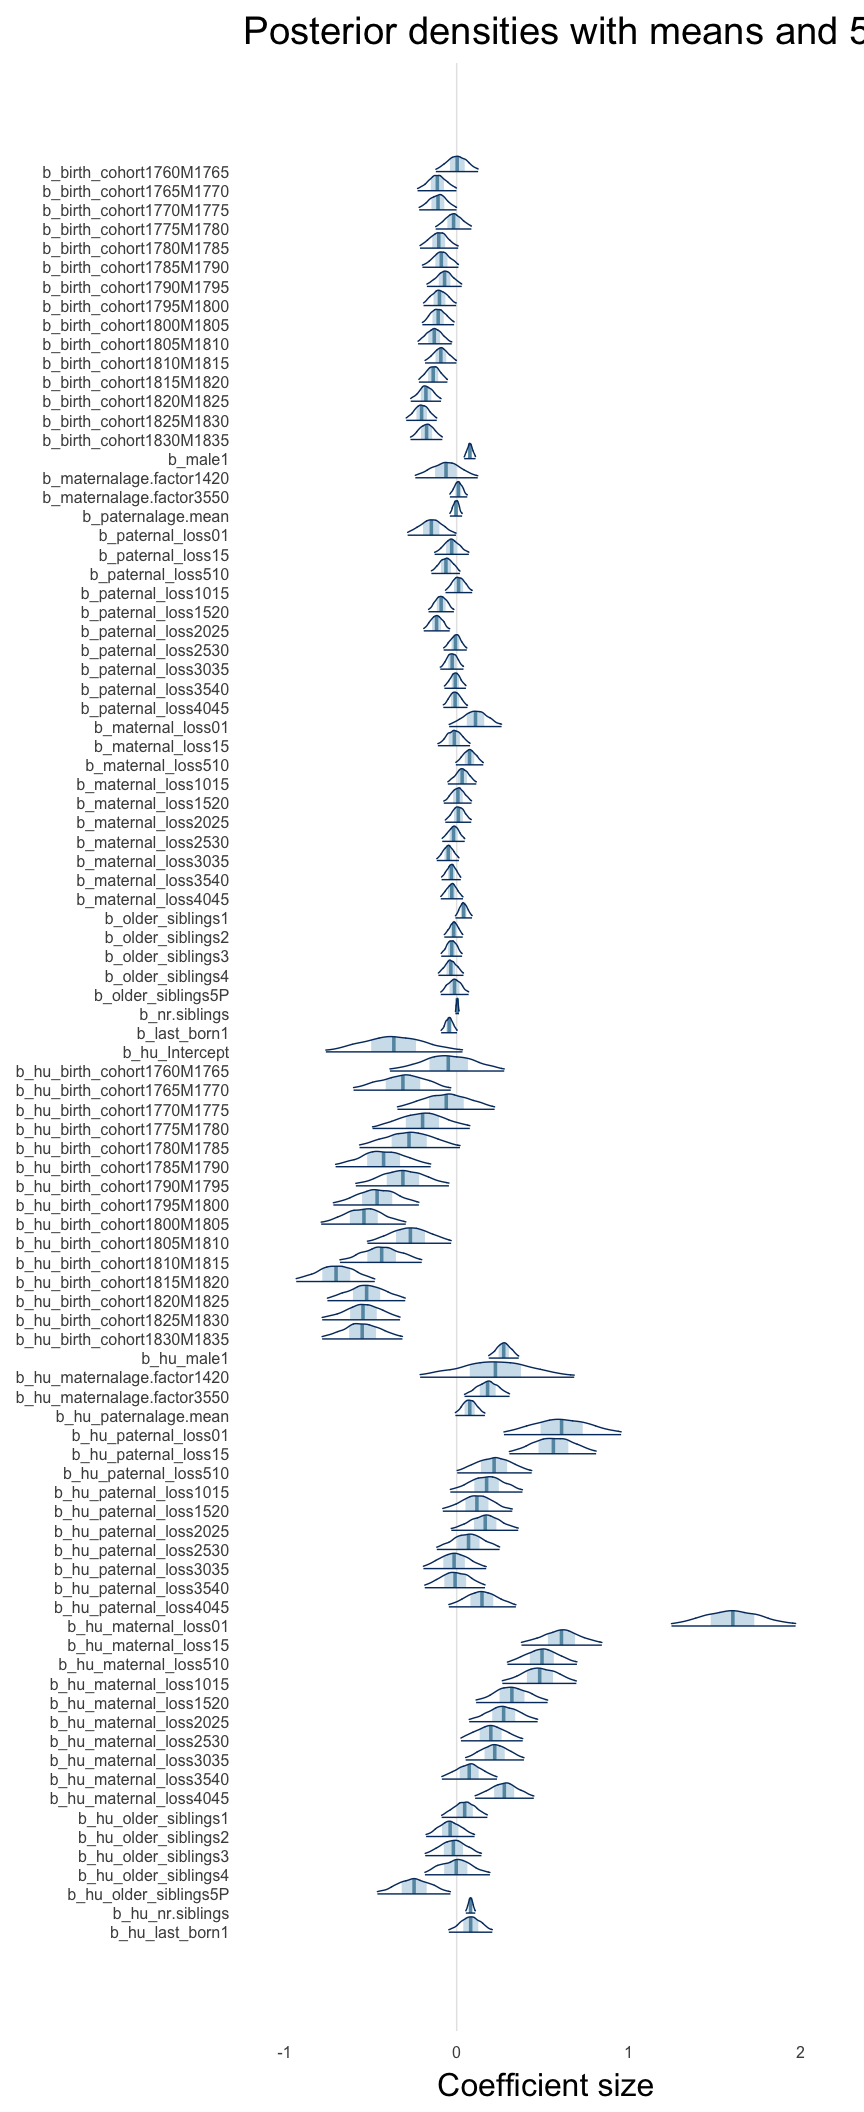 Posterior densities with means and 5
b_birth_cohort1760M1765
b_birth_cohort1765M1770
b_birth_cohort1770M1775
b_birth_cohort1775M1780
b_birth_cohort1780M1785
b_birth_cohort1785M1790
b_birth_cohort1790M1795
b_birth_cohort1795M1800
b_birth_cohort1800M1805
b_birth_cohort1805M1810
b_birth_cohort1810M1815
b_birth_cohort1815M1820
b_birth_cohort1820M1825
b_birth_cohort1825M1830
b_birth_cohort1830M1835
b_male1
b_maternalage.factor1420
b_maternalage.factor3550
b_paternalage.mean
b_paternal_loss01
b_paternal_loss15
b_paternal_loss510
b_paternal_loss1015
b_paternal_loss1520
b_paternal_loss2025
b_paternal_loss2530
b_paternal_loss3035
b_paternal_loss3540
b_paternal_loss4045
b_maternal_loss01
b_maternal_loss15
b_maternal_loss510
b_maternal_loss1015
b_maternal_loss1520
b_maternal_loss2025
b_maternal_loss2530
b_maternal_loss3035
b_maternal_loss3540
b_maternal_loss4045
b_older_siblings1
b_older_siblings2
b_older_siblings3
b_older_siblings4
b_older_siblings5P
b_nr.siblings
b_last_born1
b_hu_Intercept
b_hu_birth_cohort1760M1765
b_hu_birth_cohort1765M1770
b_hu_birth_cohort1770M1775
b_hu_birth_cohort1775M1780
b_hu_birth_cohort1780M1785
b_hu_birth_cohort1785M1790
b_hu_birth_cohort1790M1795
b_hu_birth_cohort1795M1800
b_hu_birth_cohort1800M1805
b_hu_birth_cohort1805M1810
b_hu_birth_cohort1810M1815
b_hu_birth_cohort1815M1820
b_hu_birth_cohort1820M1825
b_hu_birth_cohort1825M1830
b_hu_birth_cohort1830M1835
b_hu_male1
b_hu_maternalage.factor1420
b_hu_maternalage.factor3550
b_hu_paternalage.mean
b_hu_paternal_loss01
b_hu_paternal_loss15
b_hu_paternal_loss510
b_hu_paternal_loss1015
b_hu_paternal_loss1520
b_hu_paternal_loss2025
b_hu_paternal_loss2530
b_hu_paternal_loss3035
b_hu_paternal_loss3540
b_hu_paternal_loss4045
b_hu_maternal_loss01
b_hu_maternal_loss15
b_hu_maternal_loss510
b_hu_maternal_loss1015
b_hu_maternal_loss1520
b_hu_maternal_loss2025
b_hu_maternal_loss2530
b_hu_maternal_loss3035
b_hu_maternal_loss3540
b_hu_maternal_loss4045
b_hu_older_siblings1
b_hu_older_siblings2
b_hu_older_siblings3
b_hu_older_siblings4
b_hu_older_siblings5P
b_hu_nr.siblings
b_hu_last_born1
-1 0 1 2
Coefficient size